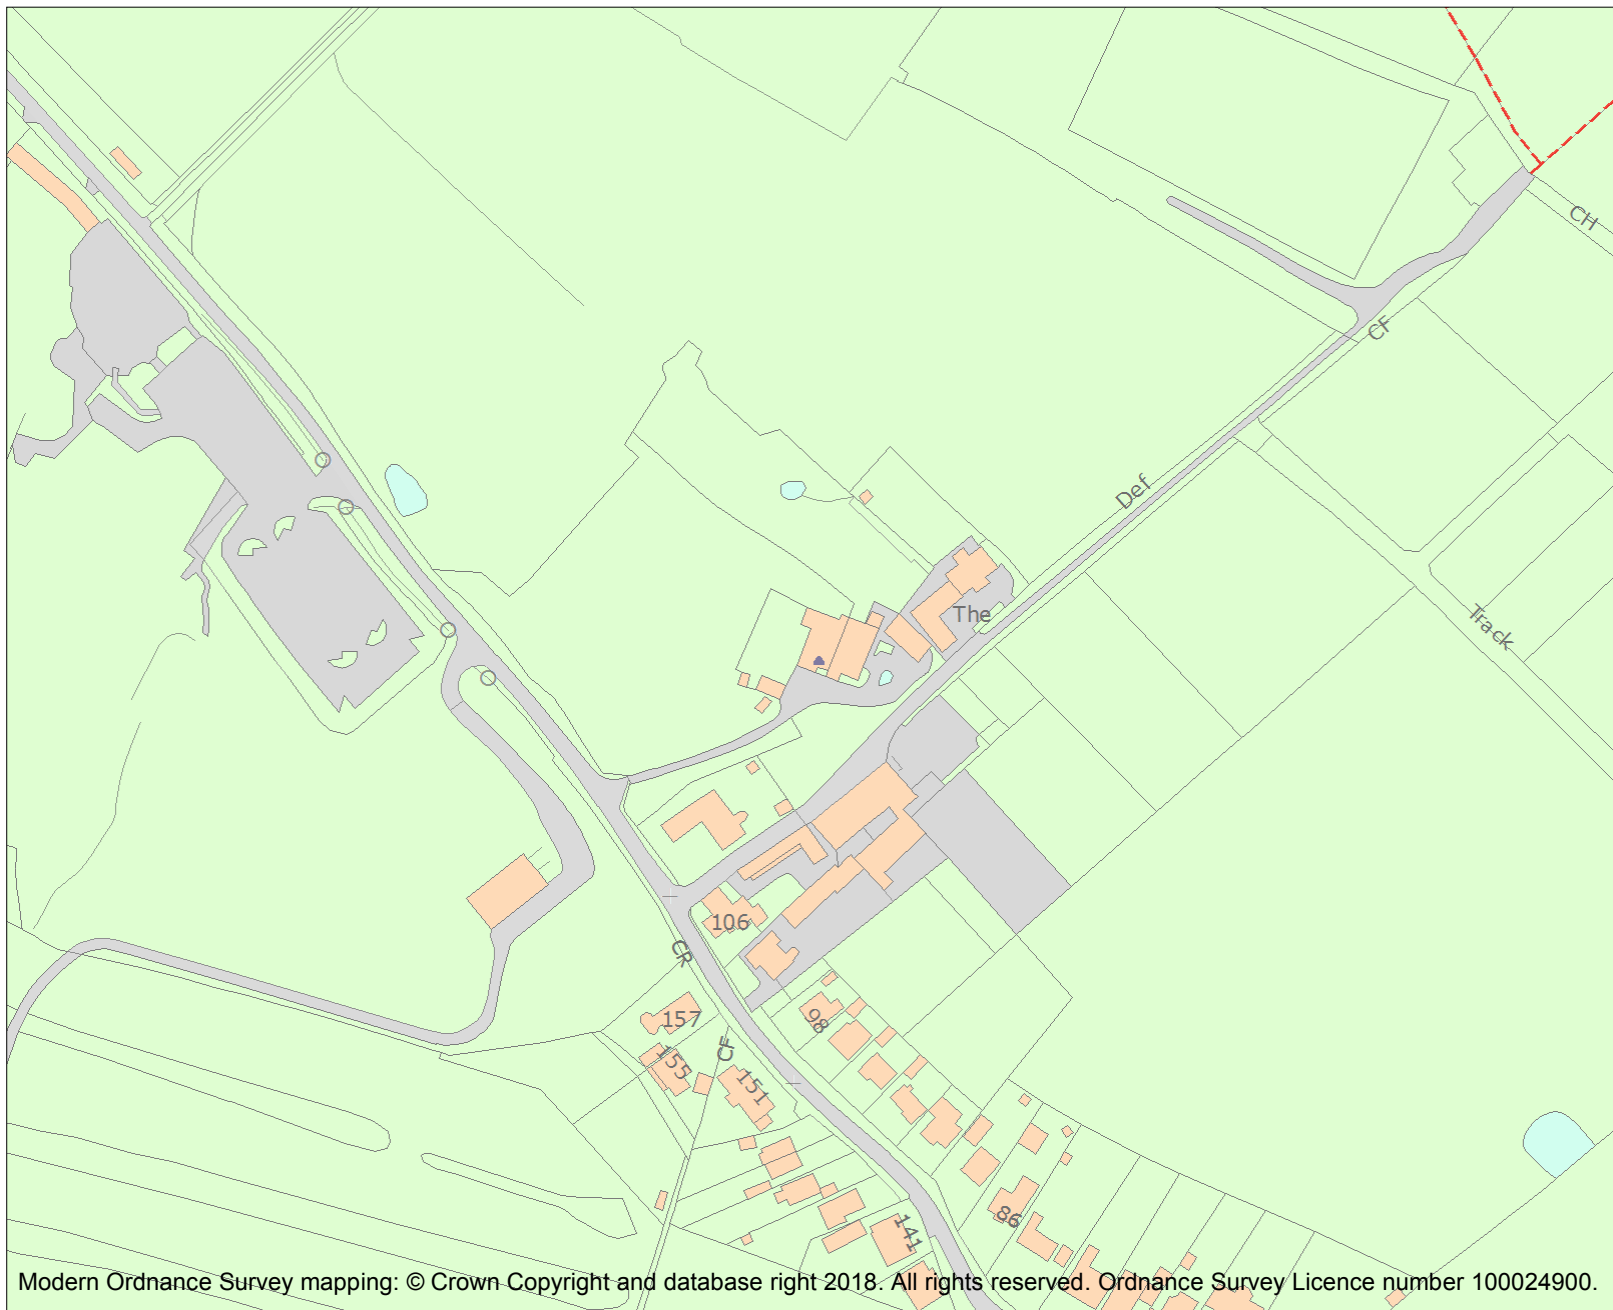 CH
CF
Def
The
Track
106
CR
157
98
CF
155
151
86
141
Modern Ordnance Survey mapping: © Crown Copyright and database right 2018. All rights reserved. Ordnance Survey Licence number 100024900.